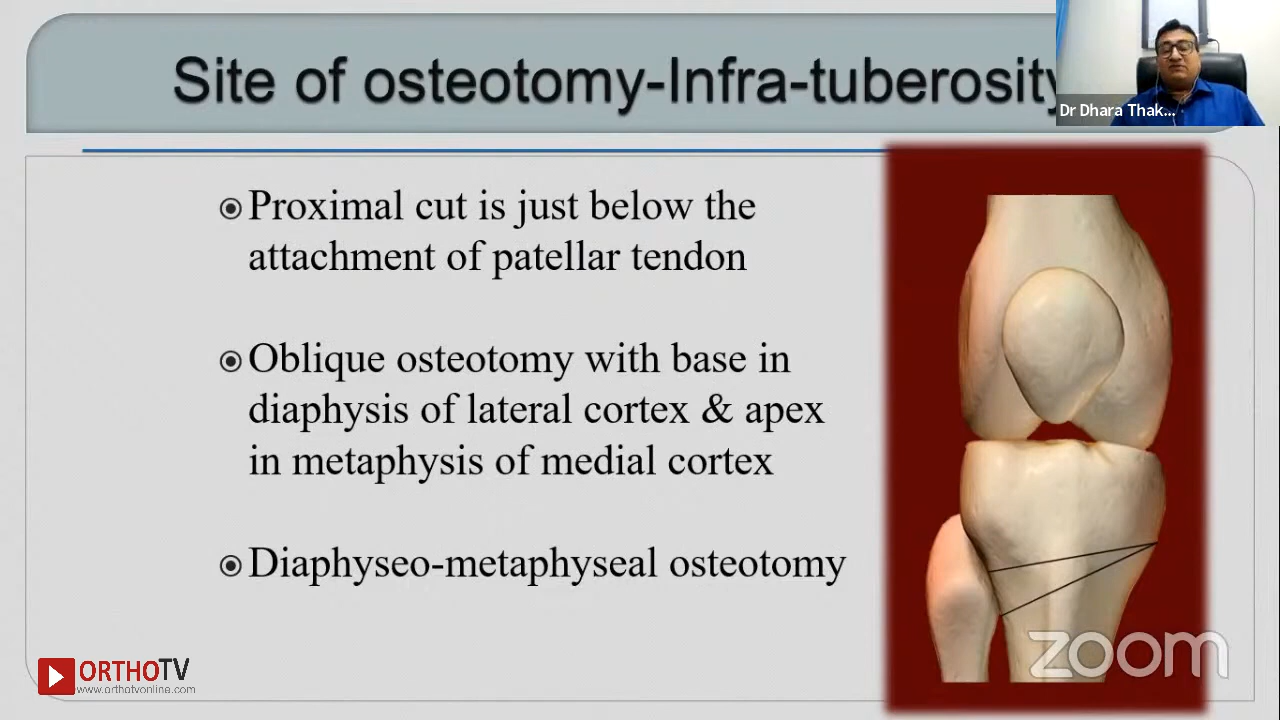 Site of osteotomy-Infra-tuberosity
Dr Dhara Thak...
Proximal cut is just below the
attachment of patellar tendon
Oblique osteotomy with base in
diaphysis of lateral cortex & apex
in metaphysis of medial cortex
Diaphyseo-metaphyseal osteotomy
zoom
ORTHOTV
www.orthotvonline.com